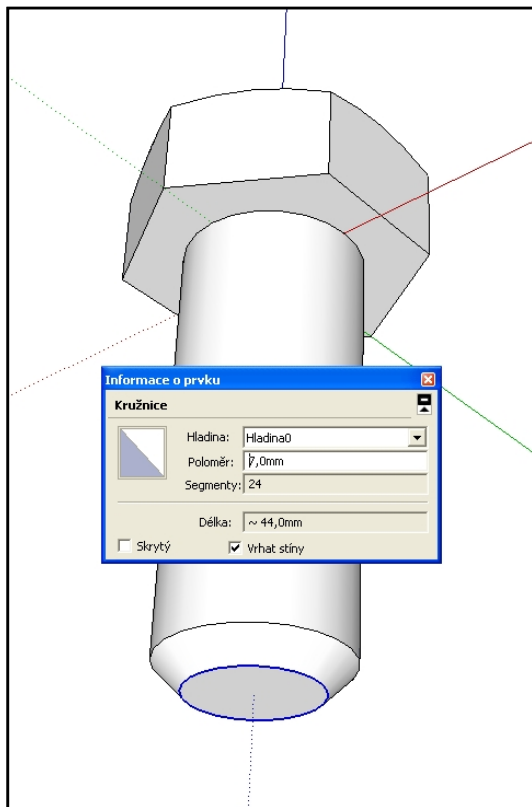 Informace o prvku
Kružnice
Hladina: Hladina0
Poloměr: 7,0mm
Segmenty: 24
Délka: ~ 44,0mm
Skrytý Vrhat stíny